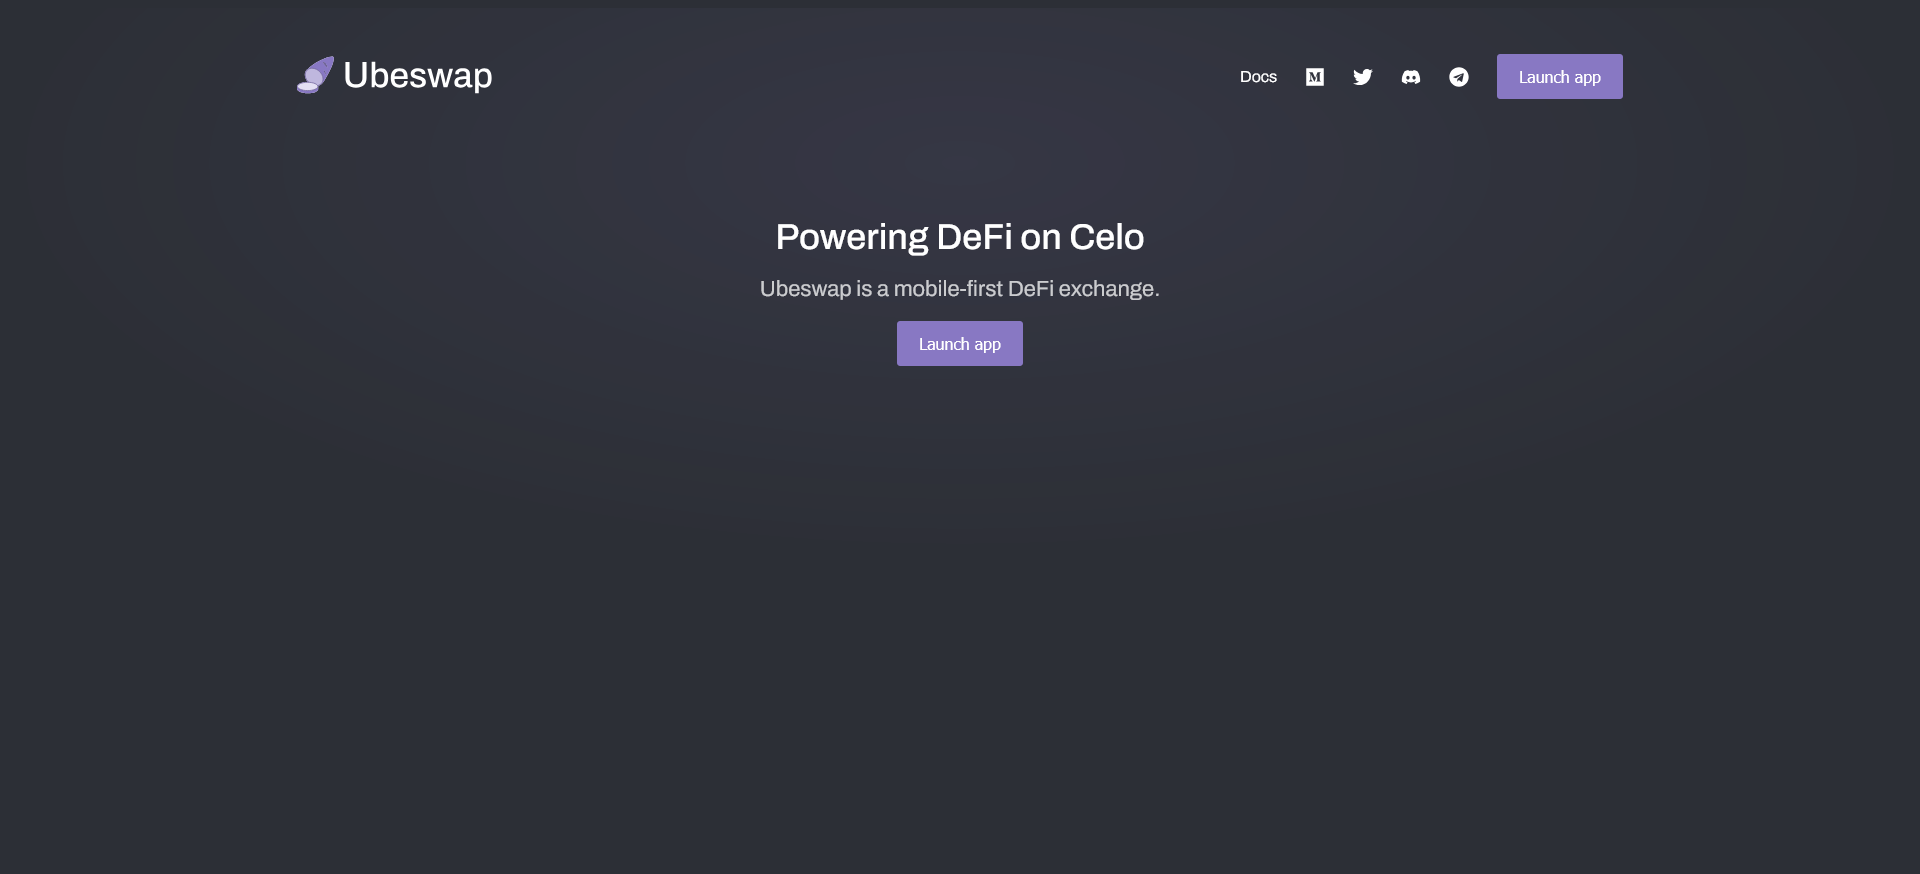 Ubeswap
Docs
Launch app
Powering DeFi on Celo
Ubeswap is a mobile-first DeFi exchange.
Launch app